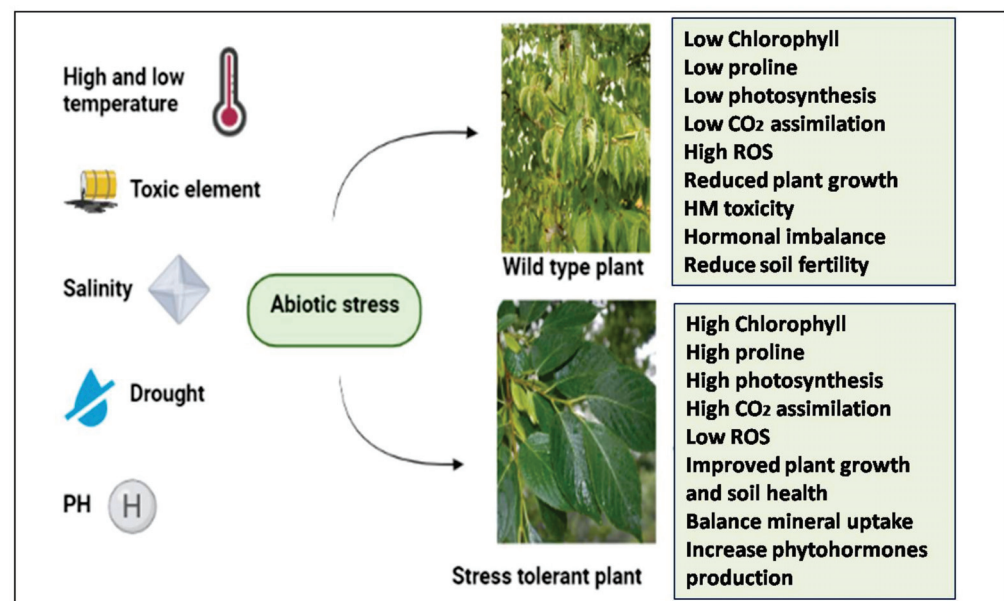 High and low
temperature
Toxic element
Salinity
Drought
PH
H
Abiotic stress
Wild type plant
Stress tolerant plant
Low Chlorophyll
Low proline
Low photosynthesis
Low CO₂ assimilation
High ROS
Reduced plant growth
HM toxicity
Hormonal imbalance
Reduce soil fertility
High Chlorophyll
High proline
High photosynthesis
High CO₂ assimilation
Low ROS
Improved plant growth
and soil health
Balance mineral uptake
Increase phytohormones
production